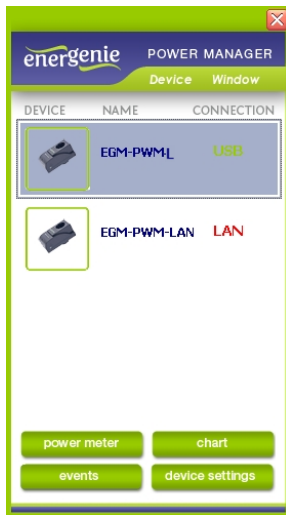 energenie POWER MANAGER
Device Window
DEVICE NAME CONNECTION
EGM-PWM-L USB
EGM-PWM-LAN LAN
power meter chart
events device settings